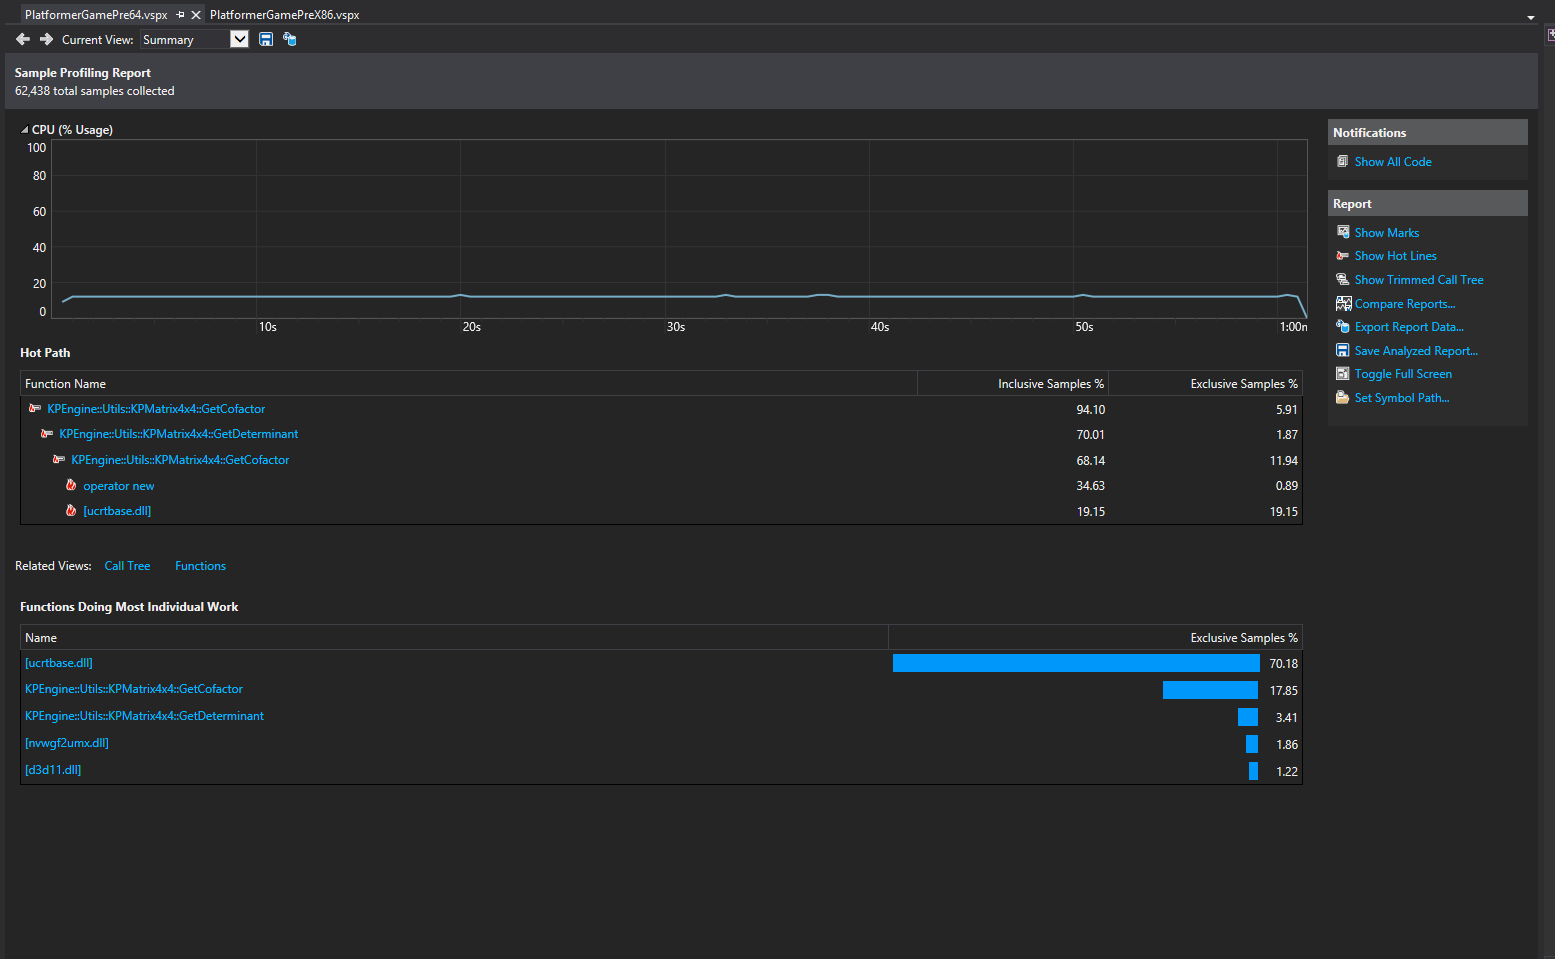 PlatformerGamePre64.vspx PlatformerGamePreX86.vspx
Current View: Summary
Sample Profiling Report
62,438 total samples collected
CPU (% Usage)
100
80
60
40
20
0
10s 20s 30s 40s 50s 1:00m
Hot Path
Function Name Inclusive Samples % Exclusive Samples %
KPEngine::Utils::KPMatrix4x4::GetCofactor 94.10 5.91
KPEngine::Utils::KPMatrix4x4::GetDeterminant 70.01 1.87
KPEngine::Utils::KPMatrix4x4::GetCofactor 68.14 11.94
operator new 34.63 0.89
[ucrtbase.dll] 19.15 19.15
Related Views: Call Tree Functions
Functions Doing Most Individual Work
Name Exclusive Samples %
[ucrtbase.dll] 70.18
KPEngine::Utils::KPMatrix4x4::GetCofactor 17.85
KPEngine::Utils::KPMatrix4x4::GetDeterminant 3.41
[nvwgf2umx.dll] 1.86
[d3d11.dll] 1.22
Notifications
Show All Code
Report
Show Marks
Show Hot Lines
Show Trimmed Call Tree
Compare Reports...
Export Report Data...
Save Analyzed Report...
Toggle Full Screen
Set Symbol Path...